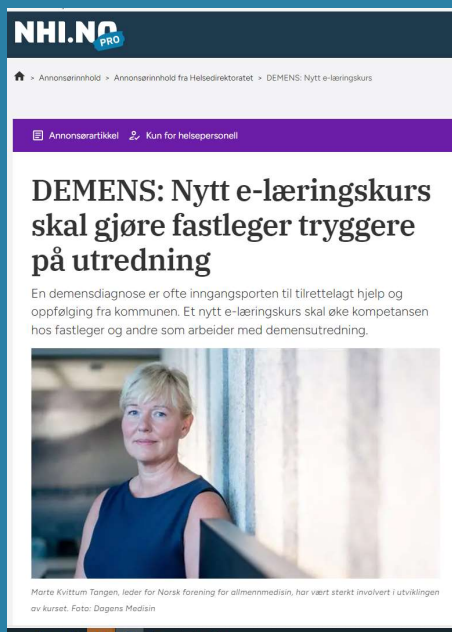 NHI.NO
PRO
> Annonsørinnhold > Annonsørinnhold fra Helsedirektoratet > DEMENS: Nytt e-læringskurs
Annonsørartikkel Kun for helsepersonell
DEMENS: Nytt e-læringskurs
skal gjøre fastleger tryggere
på utredning
En demensdiagnose er ofte inngangsporten til tilrettelagt hjelp og
oppfølging fra kommunen. Et nytt e-læringskurs skal øke kompetansen
hos fastleger og andre som arbeider med demensutredning.
Marte Kvittum Tangen, leder for Norsk forening for allmennmedisin, har vært sterkt involvert i utviklingen
av kurset. Foto: Dagens Medisin